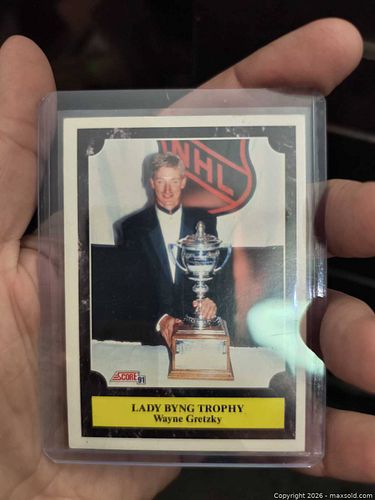 NHL
SCORE 91
LADY BYNG TROPHY
Wayne Gretzky
Copyright 2026 - maxsold.com